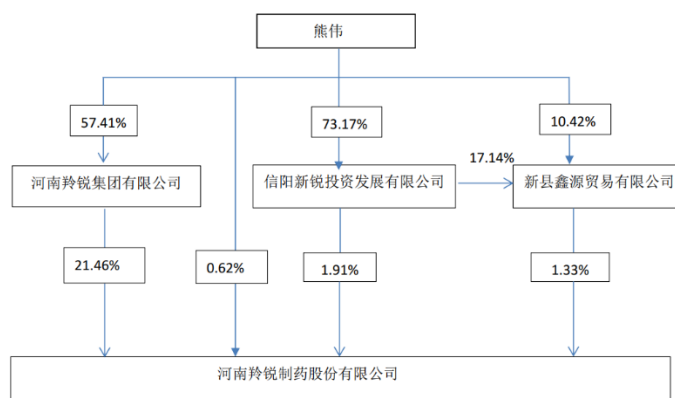 熊伟
57.41%
73.17%
10.42%
17.14%
河南羚锐集团有限公司
信阳新锐投资发展有限公司
新县鑫源贸易有限公司
21.46%
0.62%
1.91%
1.33%
河南羚锐制药股份有限公司